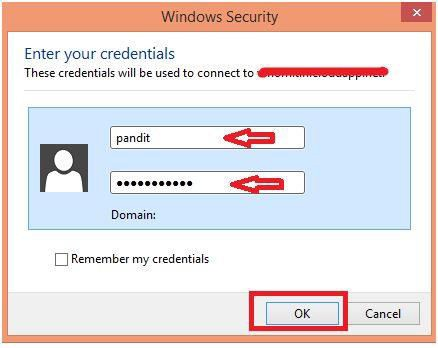 Windows Security
Enter your credentials
These credentials will be used to connect to
pandit
•••••••••••
Domain:
Remember my credentials
OK
Cancel